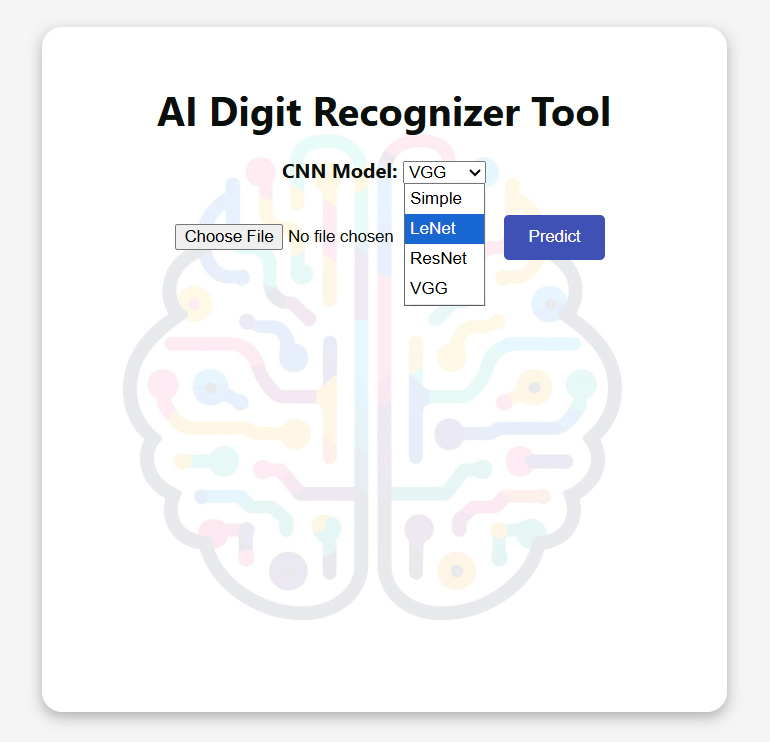 AI Digit Recognizer Tool
CNN Model: VGG
Simple
LeNet
Choose File No file chosen Predict
ResNet
VGG